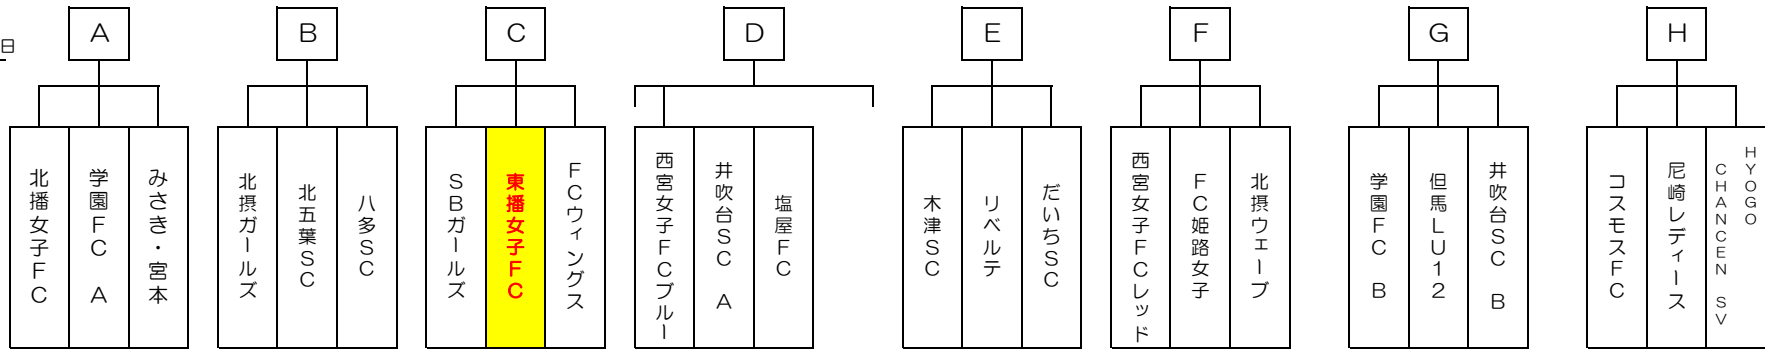 日
A
北播女子FC
学園FC A
みさき・宮本
B
北摂ガールズ
北五葉SC
八多SC
C
SBガールズ
東播女子FC
FCウィングス
D
西宮女子FCブルー
井吹台SC A
塩屋FC
E
木津SC
リベルテ
だいちSC
F
西宮女子FCレッド
FC姫路女子
北摂ウェーブ
G
学園FC B
但馬LU12
井吹台SC B
H
コスモスFC
尼崎レディース
HYOGO
CHANCEN SV